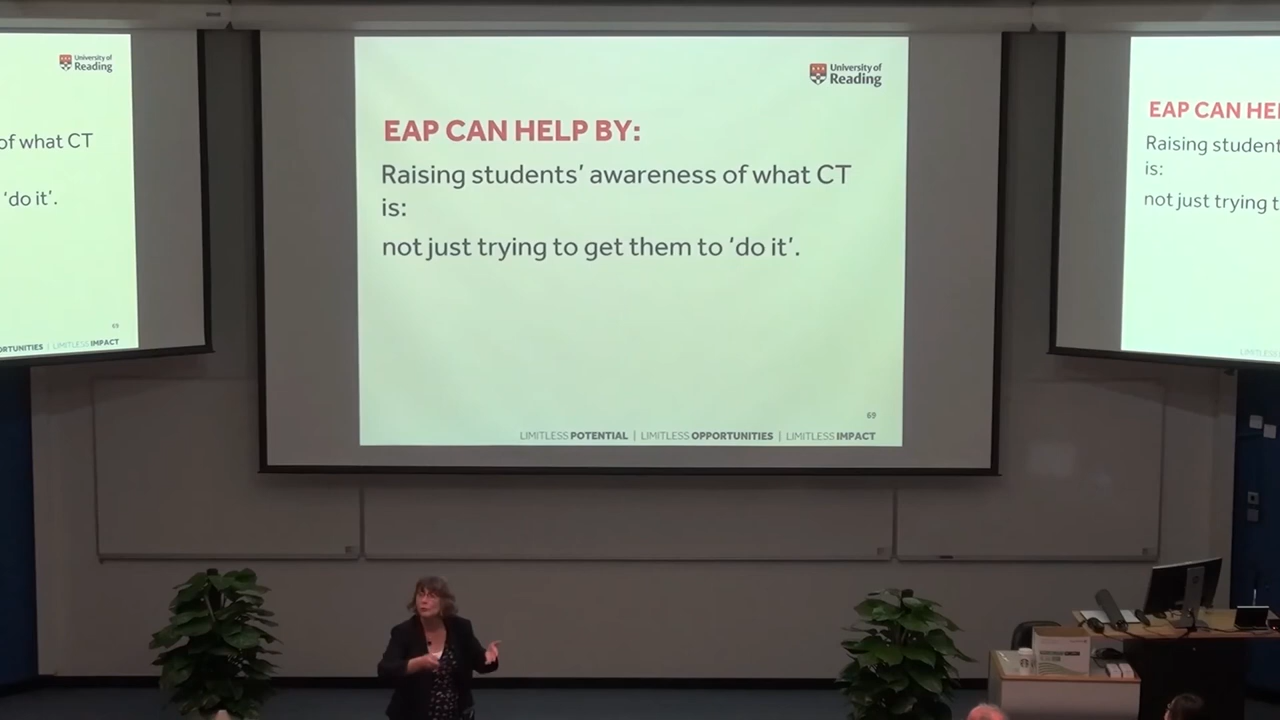 University of
Reading
of what CT
'do it'.
69
ORTUNITIES | LIMITLESS IMPACT
University of
Reading
EAP CAN HELP BY:
Raising students' awareness of what CT
is:
not just trying to get them to 'do it'.
69
LIMITLESS POTENTIAL | LIMITLESS OPPORTUNITIES | LIMITLESS IMPACT
EAP CAN HEL
Raising student
is:
not just trying t
LIMITLESS